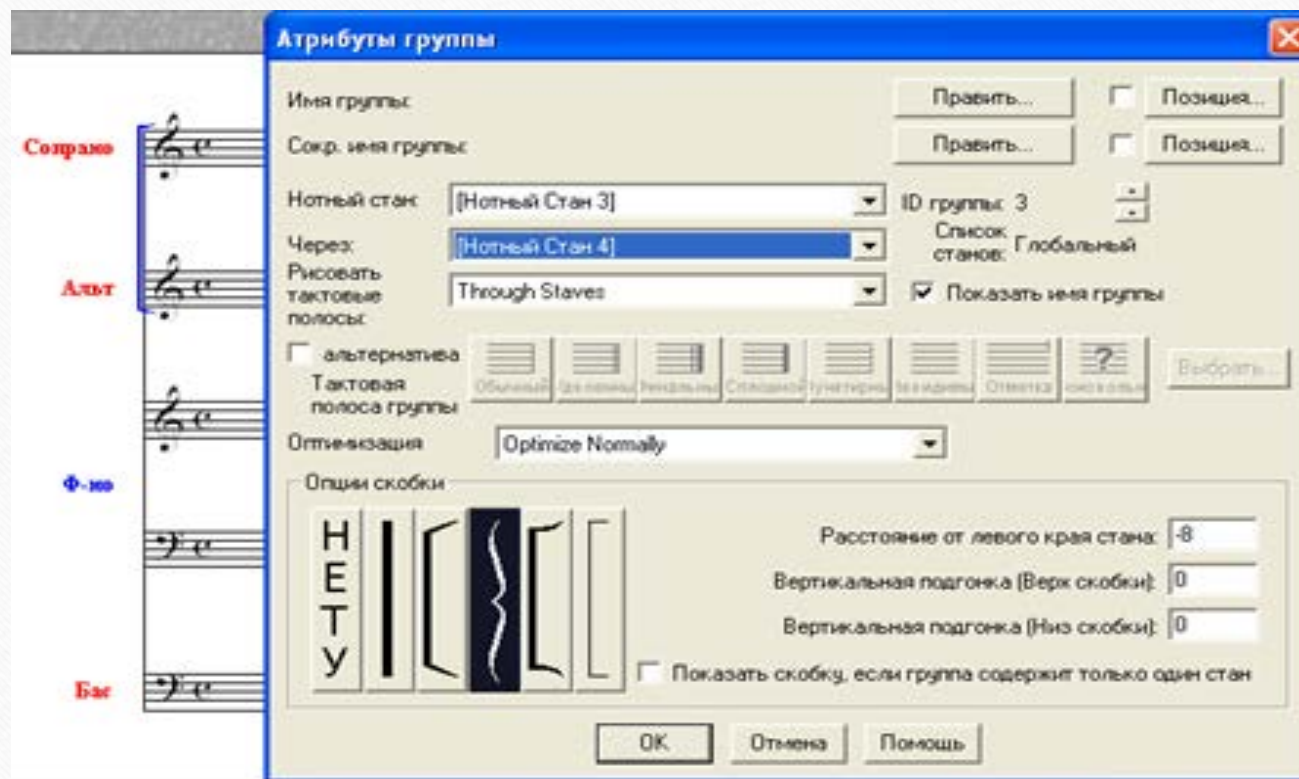 Атрибуты группы
Имя группы: Править... Позиция...
Сокр. имя группы: Править... Позиция...
Сопрано
Нотный стан: [Нотный Стан 3] ID группы: 3
Через: [Нотный Стан 4] Список станов: Глобальный
Альт
Рисовать тактовые полосы: Through Staves Показать имя группы
альтернатива
Тактовая полоса группы
Обычный Сплошной Отметка Выбрать...
Оптимизация Optimize Normally
Ф-но
Опции скобки
НЕТУ
Расстояние от левого края стана: -8
Вертикальная подгонка (Верх скобки): 0
Вертикальная подгонка (Низ скобки): 0
Показать скобку, если группа содержит только один стан
Бас
OK Отмена Помощь